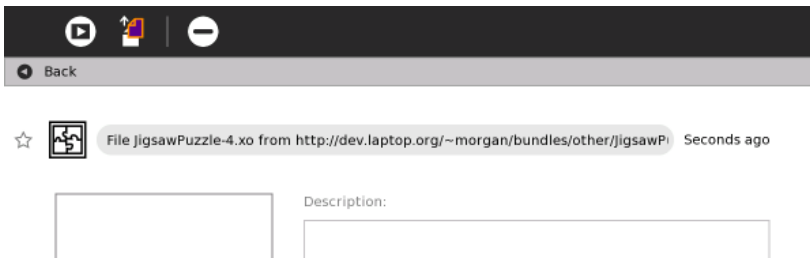 Back
File JigsawPuzzle-4.xo from http://dev.laptop.org/~morgan/bundles/other/JigsawP Seconds ago
Description: